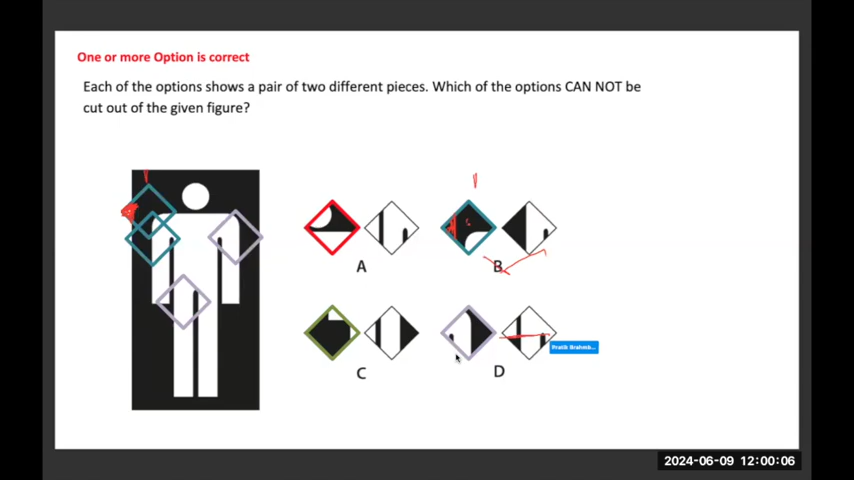 One or more Option is correct
Each of the options shows a pair of two different pieces. Which of the options CAN NOT be
cut out of the given figure?
A
B
C
D
Pratik Brahmb...
2024-06-09 12:00:06